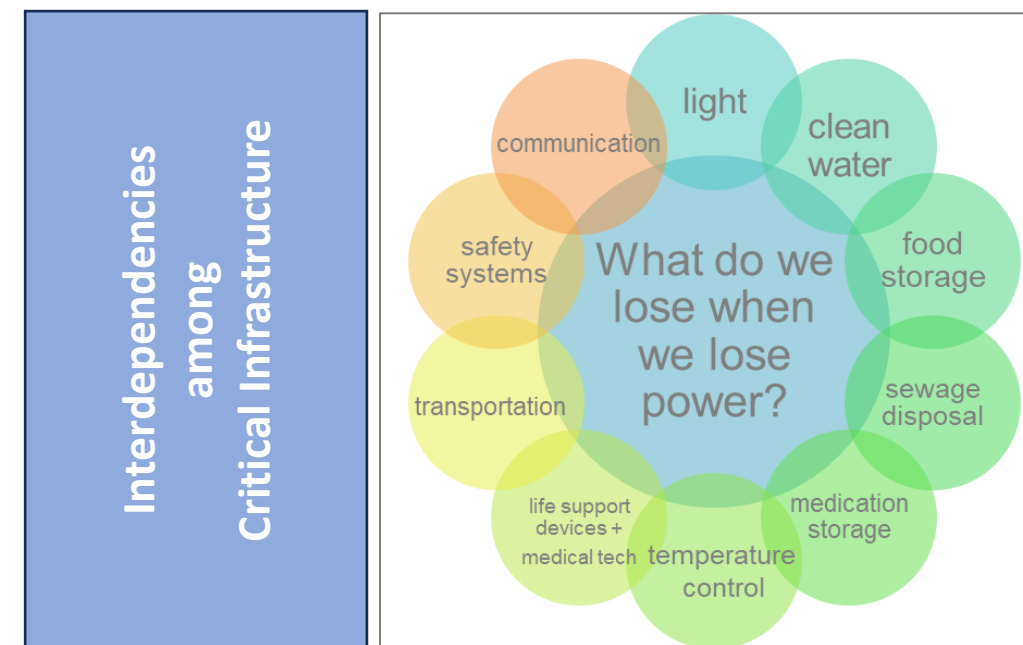 Interdependencies
among
Critical Infrastructure
What do we
lose when
we lose
power?
light
clean
water
food
storage
sewage
disposal
medication
storage
temperature
control
life support
devices +
medical tech
transportation
safety
systems
communication